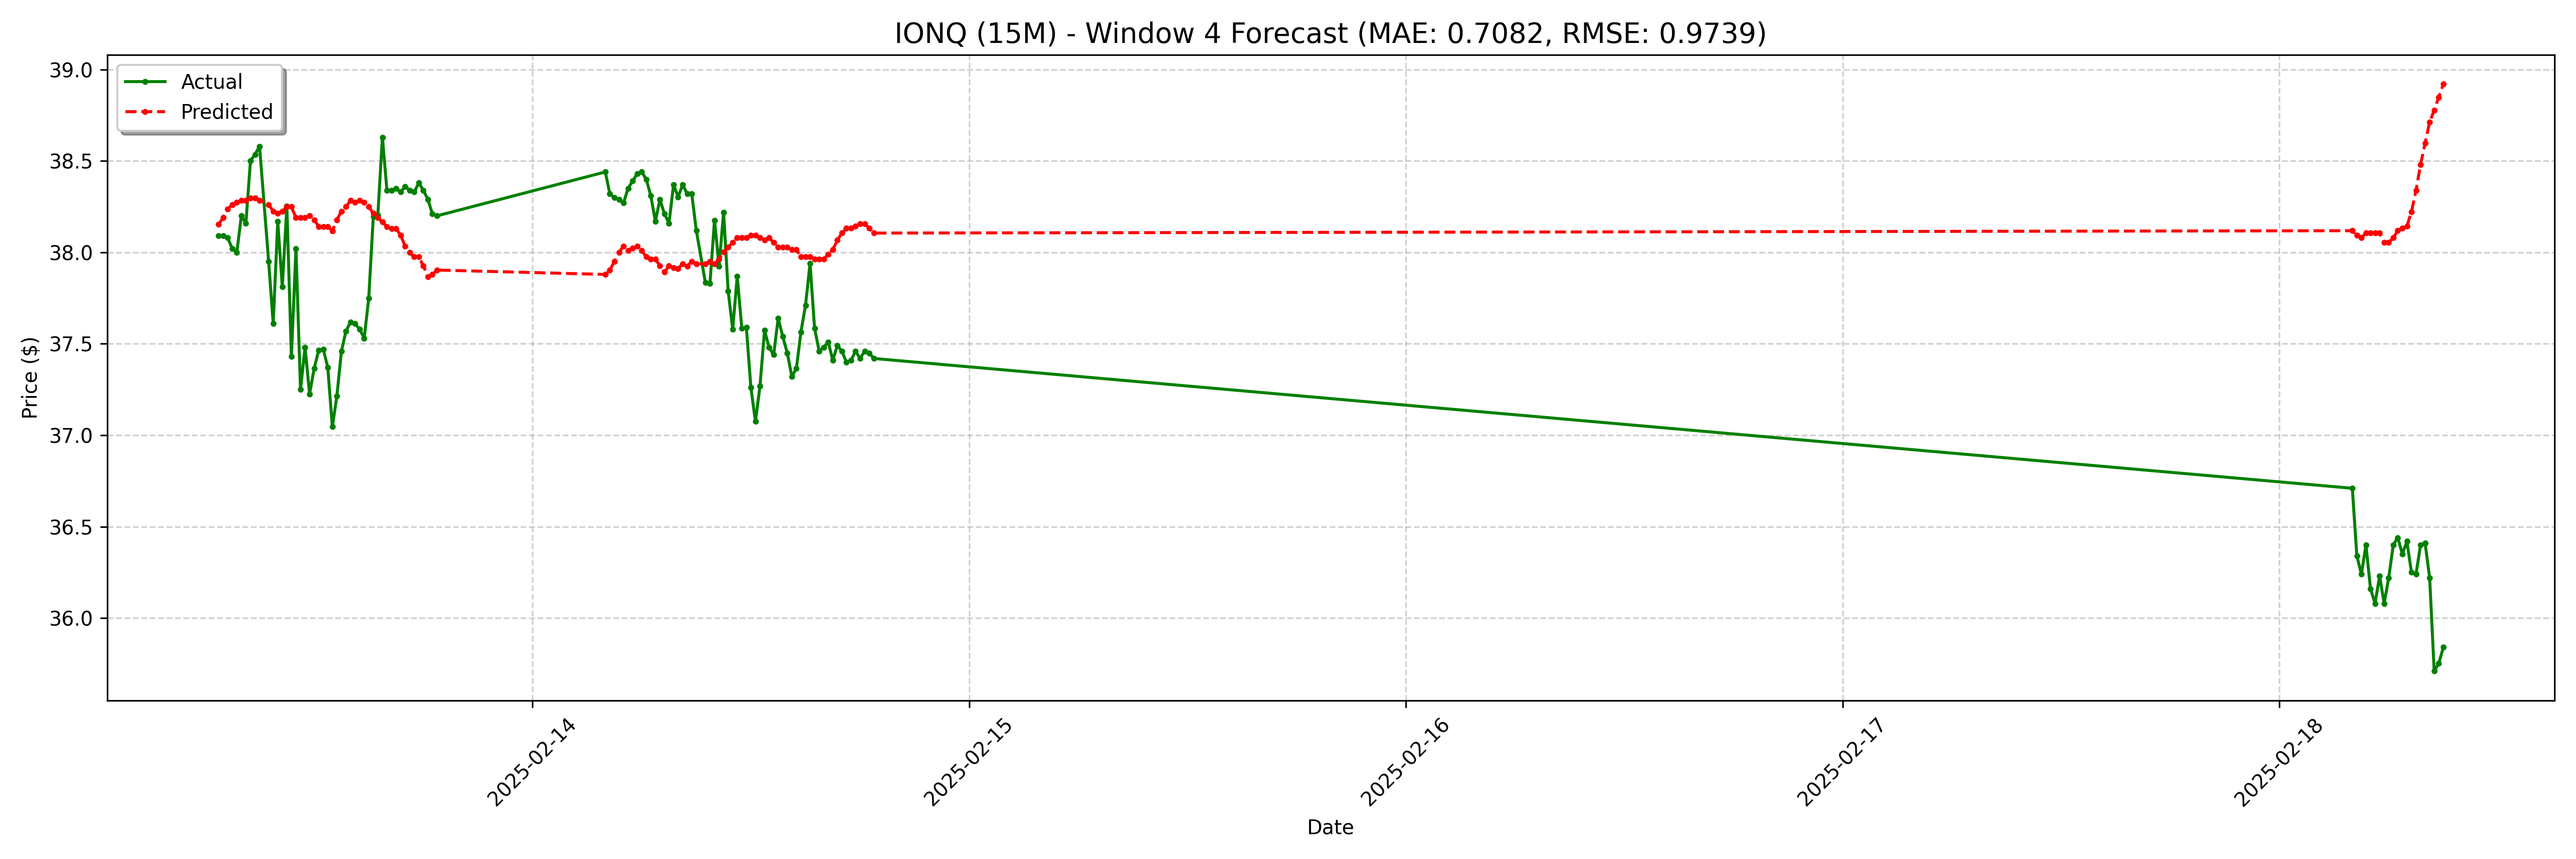 IONQ (15M) - Window 4 Forecast (MAE: 0.7082, RMSE: 0.9739)
Actual
Predicted
Price ($)
39.0
38.5
38.0
37.5
37.0
36.5
36.0
2025-02-14
2025-02-15
2025-02-16
2025-02-17
2025-02-18
Date